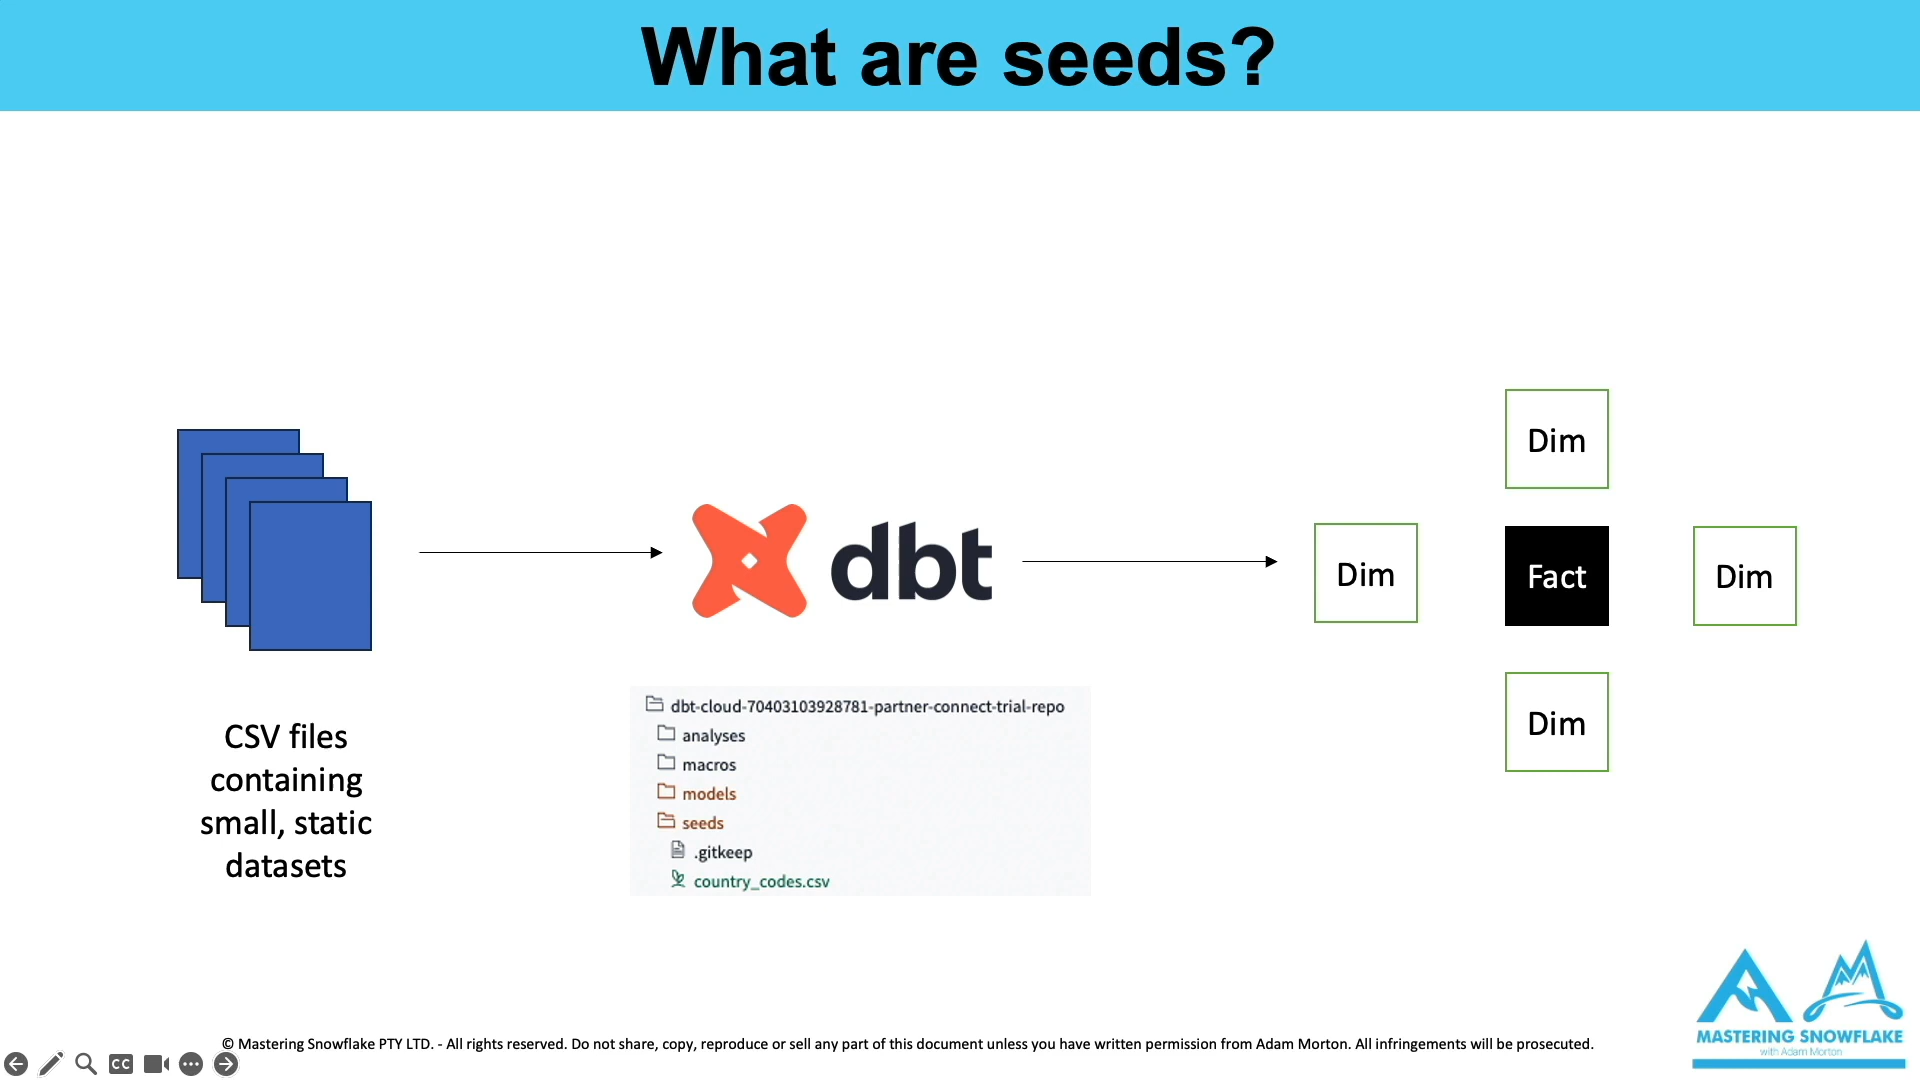 What are seeds?
CSV files
containing
small, static
datasets
dbt
dbt-cloud-70403103928781-partner-connect-trial-repo
analyses
macros
models
seeds
.gitkeep
country_codes.csv
Dim
Dim
Fact
Dim
Dim
© Mastering Snowflake PTY LTD. - All rights reserved. Do not share, copy, reproduce or sell any part of this document unless you have written permission from Adam Morton. All infringements will be prosecuted.
MASTERING SNOWFLAKE
with Adam Morton
CC